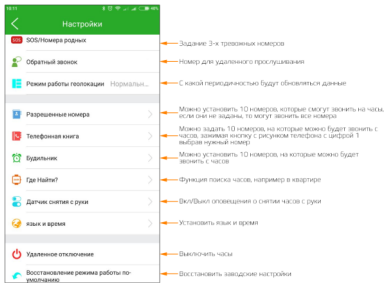 18:11
48%
Настройки
SOS SOS/Номера родных
Задание 3-х тревожных номеров
Обратный звонок
Номер для удаленного прослушивания
Режим работы геолокации Нормальн...
С какой периодичностью будут обновляться данные
Разрешенные номера
Можно установить 10 номеров, которые смогут звонить на часы,
если они не заданы, то могут звонить все номера
Телефонная книга
Можно задать 10 номеров, на которые можно будет звонить с
часов, зажимая кнопку с рисунком телефона с цифрой 1
выбрав нужный номер
Будильник
Можно установить 10 номеров, но которые можно будет
звонить с часов
Где Найти?
Функция поиска часов, например в квартире
Датчик снятия с руки
Вкл/Выкл оповещения о снятии часов с руки
язык и время
Установить язык и время
Удаленное отключение
Выключить часы
Восстановление режима работы по-
умолчанию
Восстановить заводские настройки